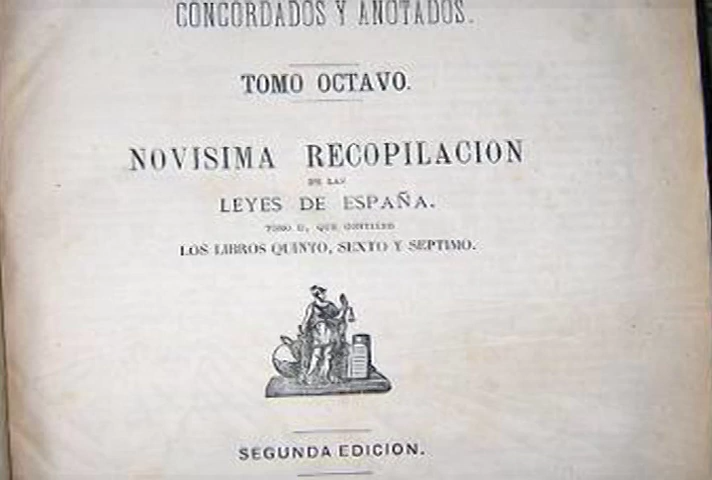 CONCORDADOS Y ANOTADOS.
TOMO OCTAVO.
NOVISIMA RECOPILACION
DE LAS
LEYES DE ESPAÑA.
TOMO II, QUE CONTIENE
LOS LIBROS QUINTO, SEXTO Y SEPTIMO.
SEGUNDA EDICION.